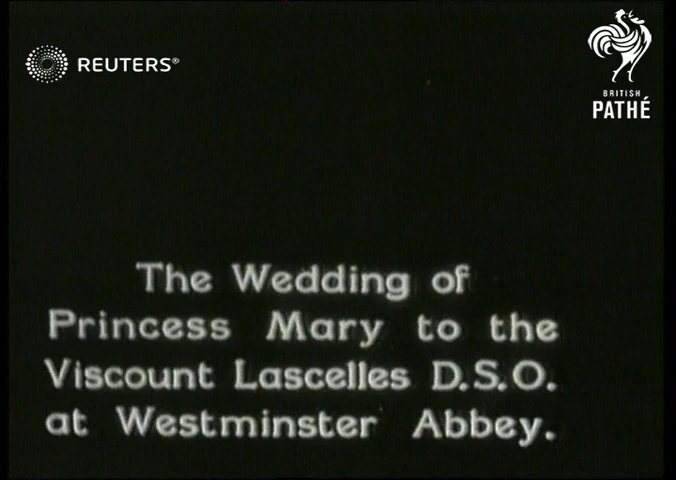 REUTERS®
BRITISH
PATHÉ
The Wedding of
Princess Mary to the
Viscount Lascelles D.S.O.
at Westminster Abbey.